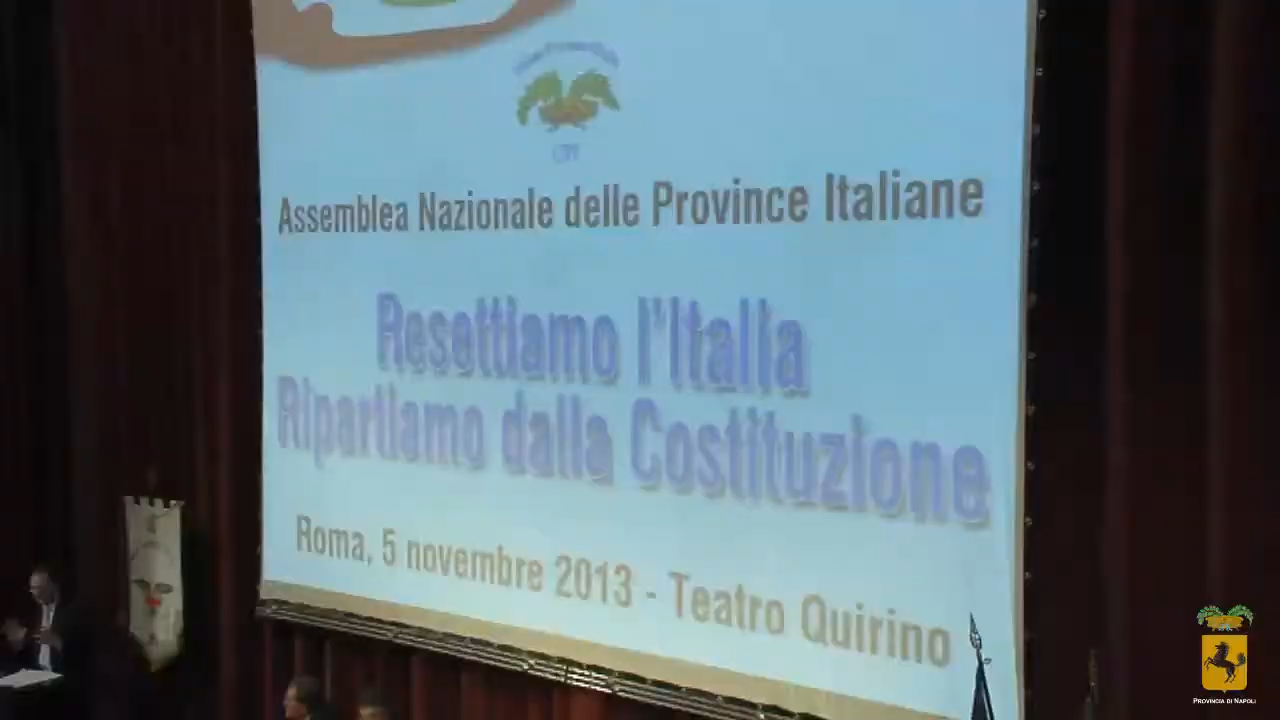 Assemblea Nazionale delle Province Italiane
Resettiamo l'Italia
Ripartiamo dalla Costituzione
Roma, 5 novembre 2013 - Teatro Quirino
PROVINCIA DI NAPOLI